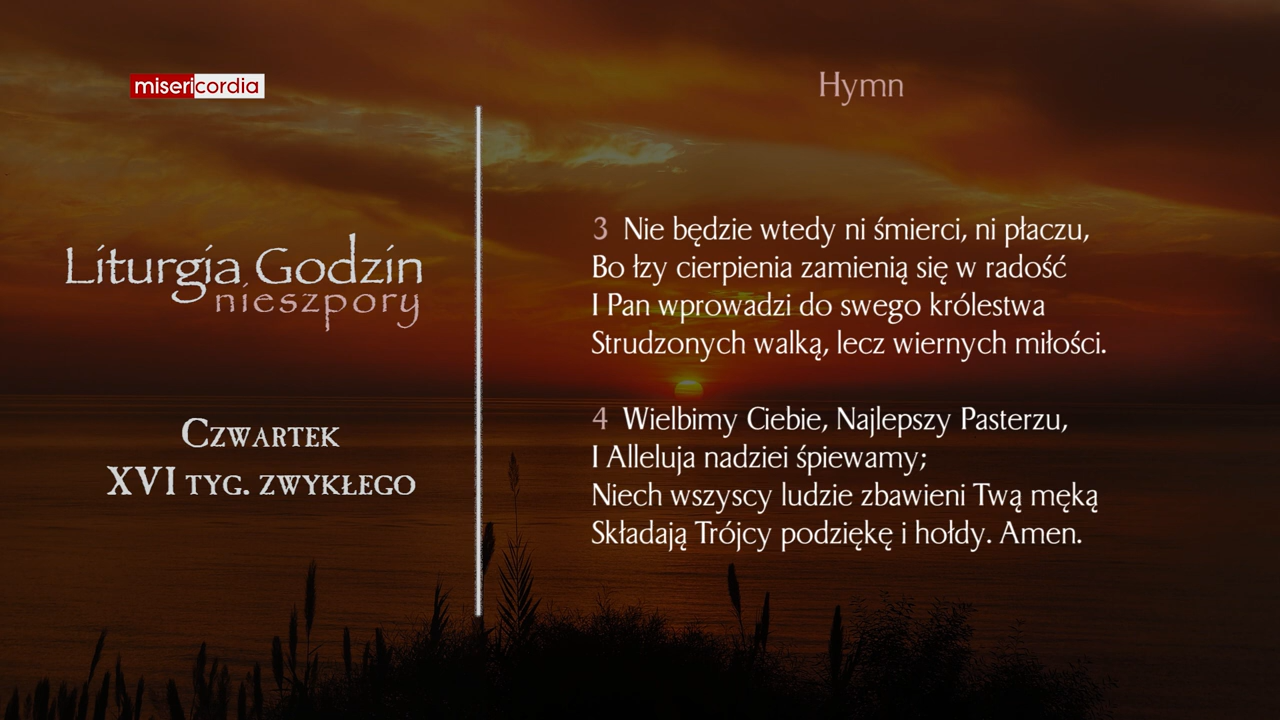 misericordia
Liturgia Godzin
nieszpory
Czwartek
XVI tyg. zwykłego
Hymn
3 Nie będzie wtedy ni śmierci, ni płaczu,
Bo łzy cierpienia zamienią się w radość
I Pan wprowadzi do swego królestwa
Strudzonych walką, lecz wiernych miłości.
4 Wielbimy Ciebie, Najlepszy Pasterzu,
I Alleluja nadziei śpiewamy;
Niech wszyscy ludzie zbawieni Twą męką
Składają Trójcy podziękę i hołdy. Amen.